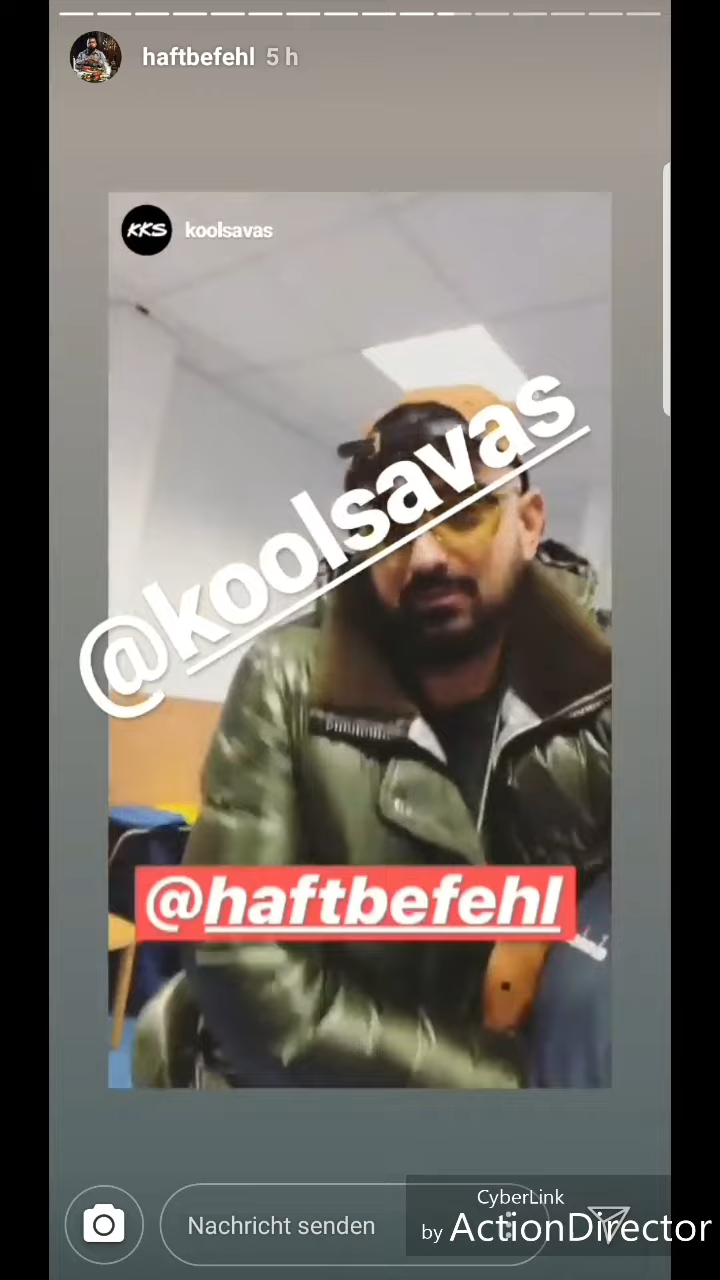 haftbefehl 5 h
KKS koolsavas
@koolsavas
@haftbefehl
Nachricht senden
CyberLink
by ActionDirector